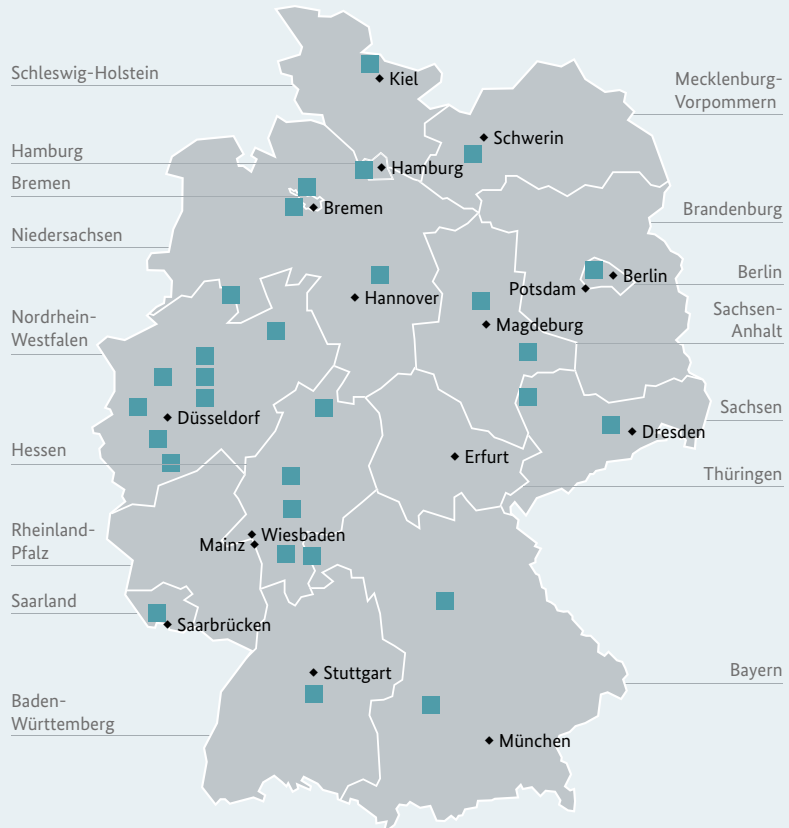 Schleswig-Holstein
Kiel
Mecklenburg-
Vorpommern
Schwerin
Hamburg
Hamburg
Bremen
Bremen
Brandenburg
Niedersachsen
Berlin
Berlin
Potsdam
Hannover
Sachsen-
Anhalt
Nordrhein-
Westfalen
Magdeburg
Düsseldorf
Sachsen
Dresden
Hessen
Erfurt
Thüringen
Rheinland-
Pfalz
Wiesbaden
Mainz
Saarland
Saarbrücken
Stuttgart
Bayern
Baden-
Württemberg
München